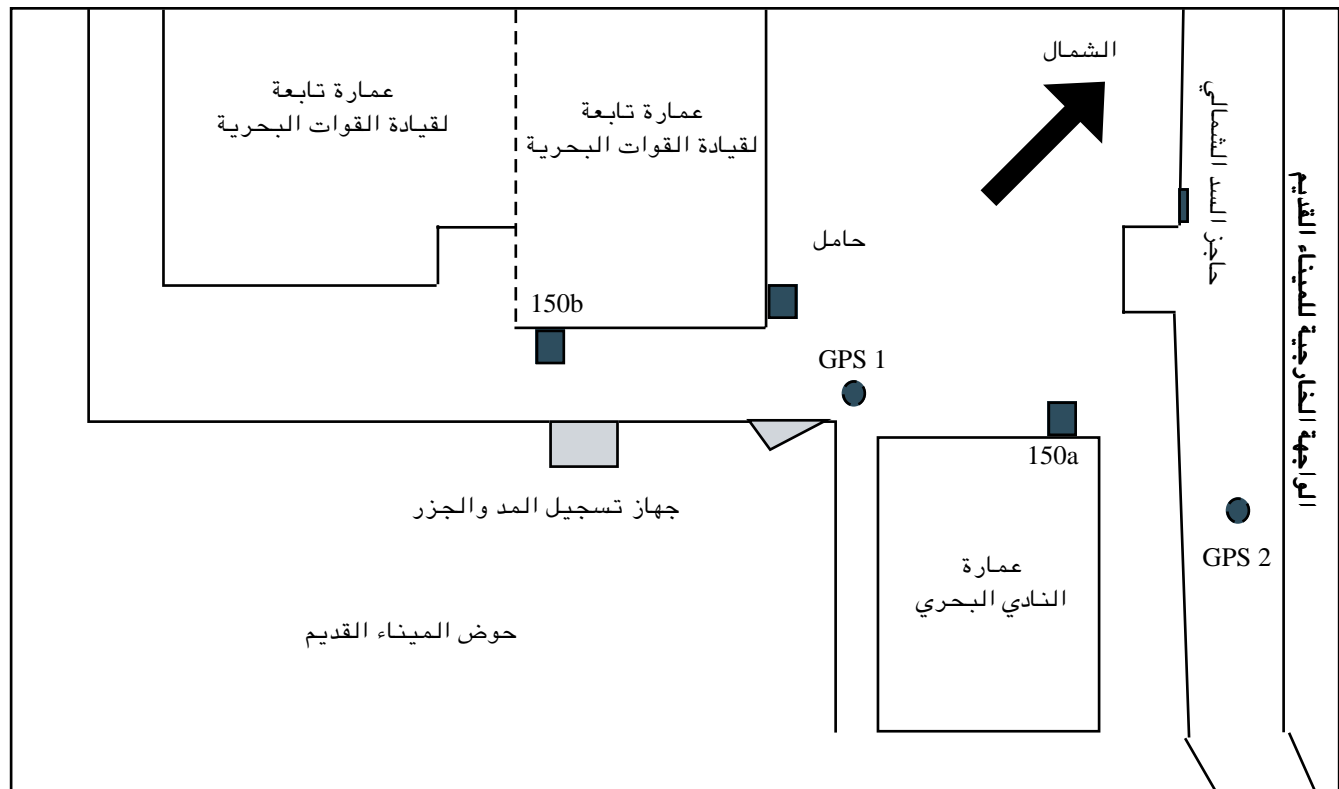 الشمال
عمارة تابعة
لقيادة القوات البحرية
عمارة تابعة
لقيادة القوات البحرية
حاجز السد الشمالي
الواجهة الخارجية للميناء القديم
حامل
150b
GPS 1
150a
جهاز تسجيل المد والجزر
GPS 2
عمارة
النادي البحري
حوض الميناء القديم